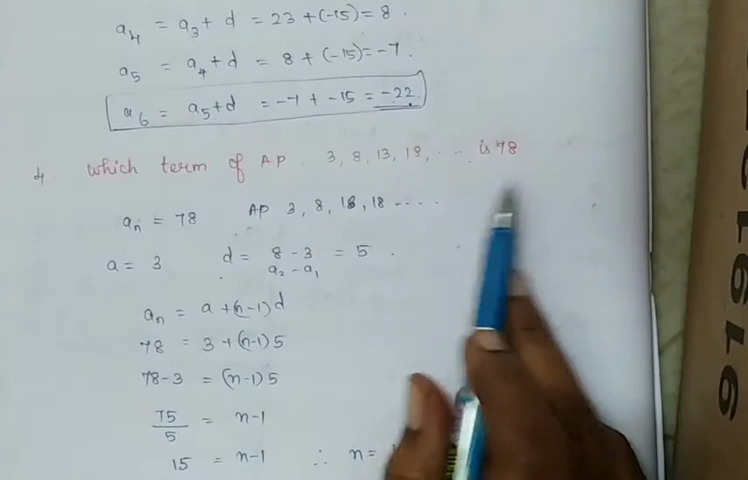 a4 = a3 + d = 23 + (-15) = 8 .
a5 = a4 + d = 8 + (-15) = -7 .
a6 = a5 + d = -7 + -15 = -22.
4 which term of AP . 3, 8, 13, 18, ... is 78
an = 78 AP 3, 8, 13, 18 ....
a = 3 d = 8 - 3 = 5 .
a2 - a1
an = a + (n-1) d
78 = 3 + (n-1) 5
78-3 = (n-1) 5
75/5 = n-1
15 = n-1 ∴ n =
9191